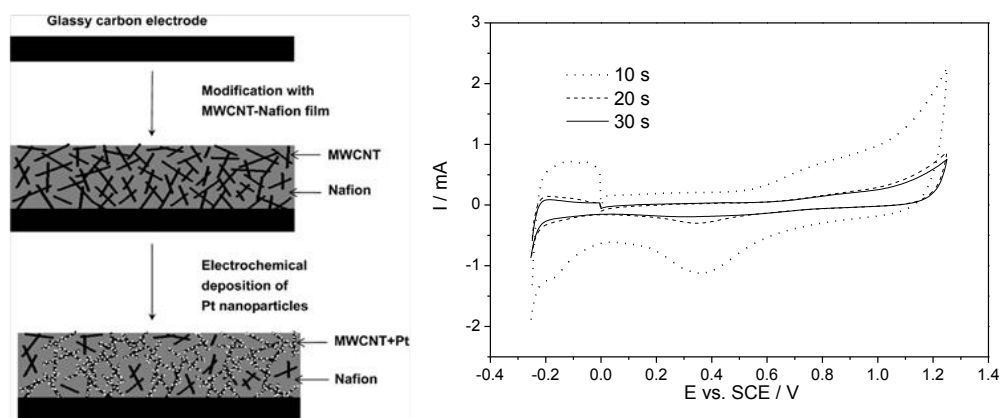 Glassy carbon electrode
Modification with
MWCNT-Nafion film
MWCNT
Nafion
Electrochemical
deposition of
Pt nanoparticles
MWCNT+Pt
Nafion
3
2
1
0
-1
-2
I / mA
10 s
20 s
30 s
-0.4 -0.2 0.0 0.2 0.4 0.6 0.8 1.0 1.2 1.4
E vs. SCE / V